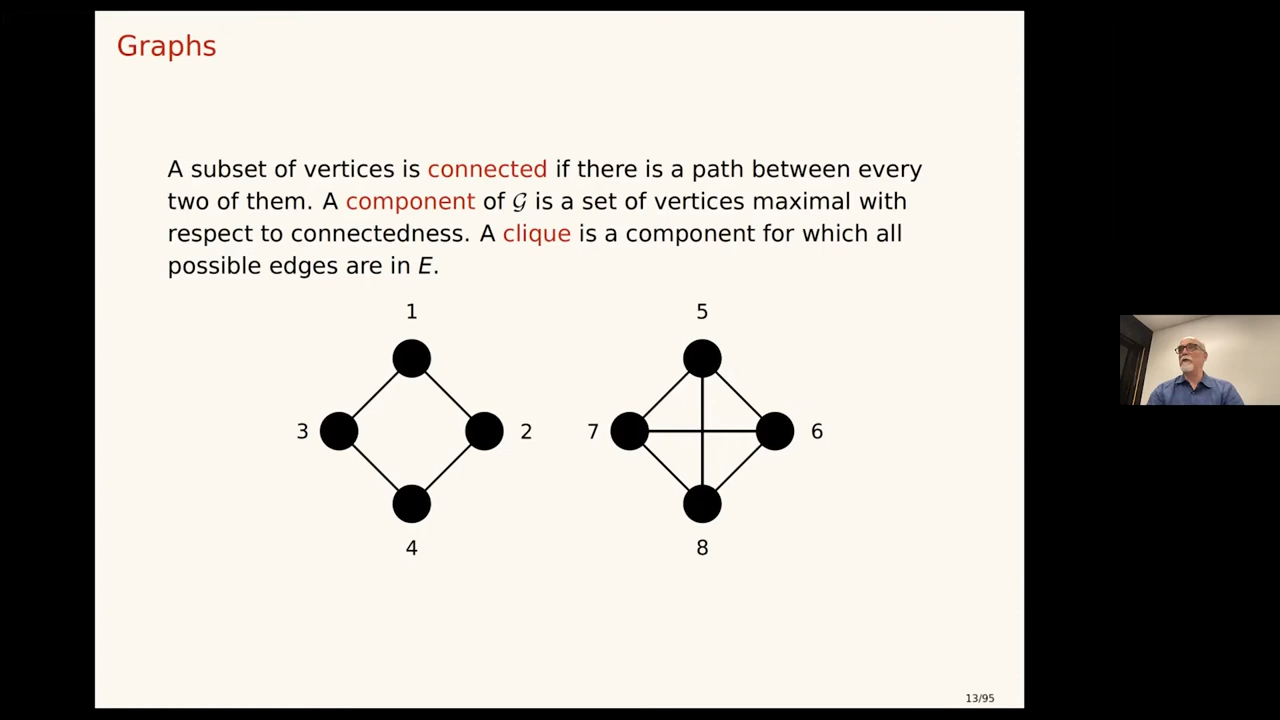 Graphs
A subset of vertices is connected if there is a path between every
two of them. A component of 𝒢 is a set of vertices maximal with
respect to connectedness. A clique is a component for which all
possible edges are in E.
1
5
3
2
7
6
4
8
13/95